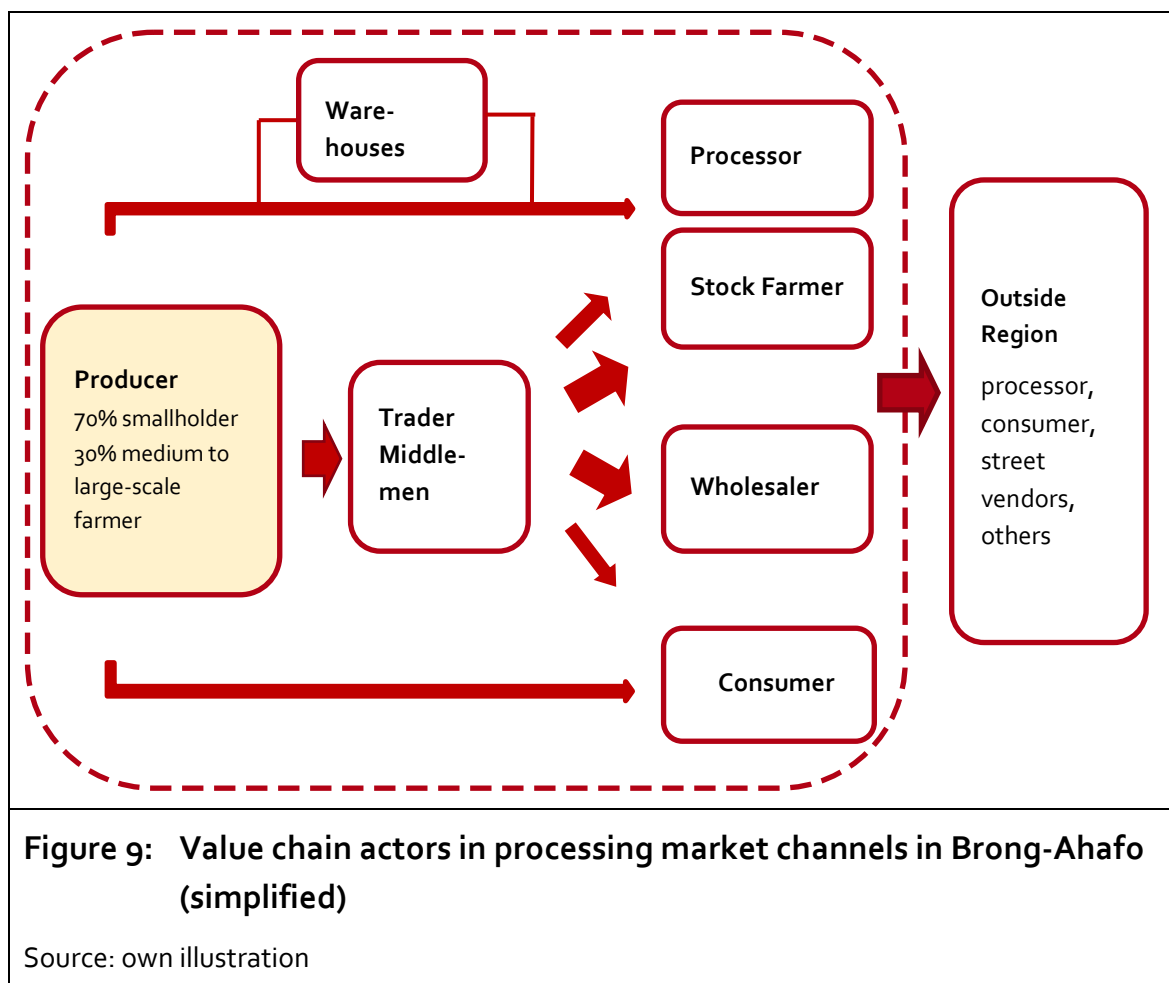 Ware-
houses
Processor
Stock Farmer
Producer
70% smallholder
30% medium to
large-scale
farmer
Trader
Middle-
men
Wholesaler
Consumer
Outside
Region
processor,
consumer,
street
vendors,
others
Figure 9: Value chain actors in processing market channels in Brong-Ahafo
(simplified)
Source: own illustration